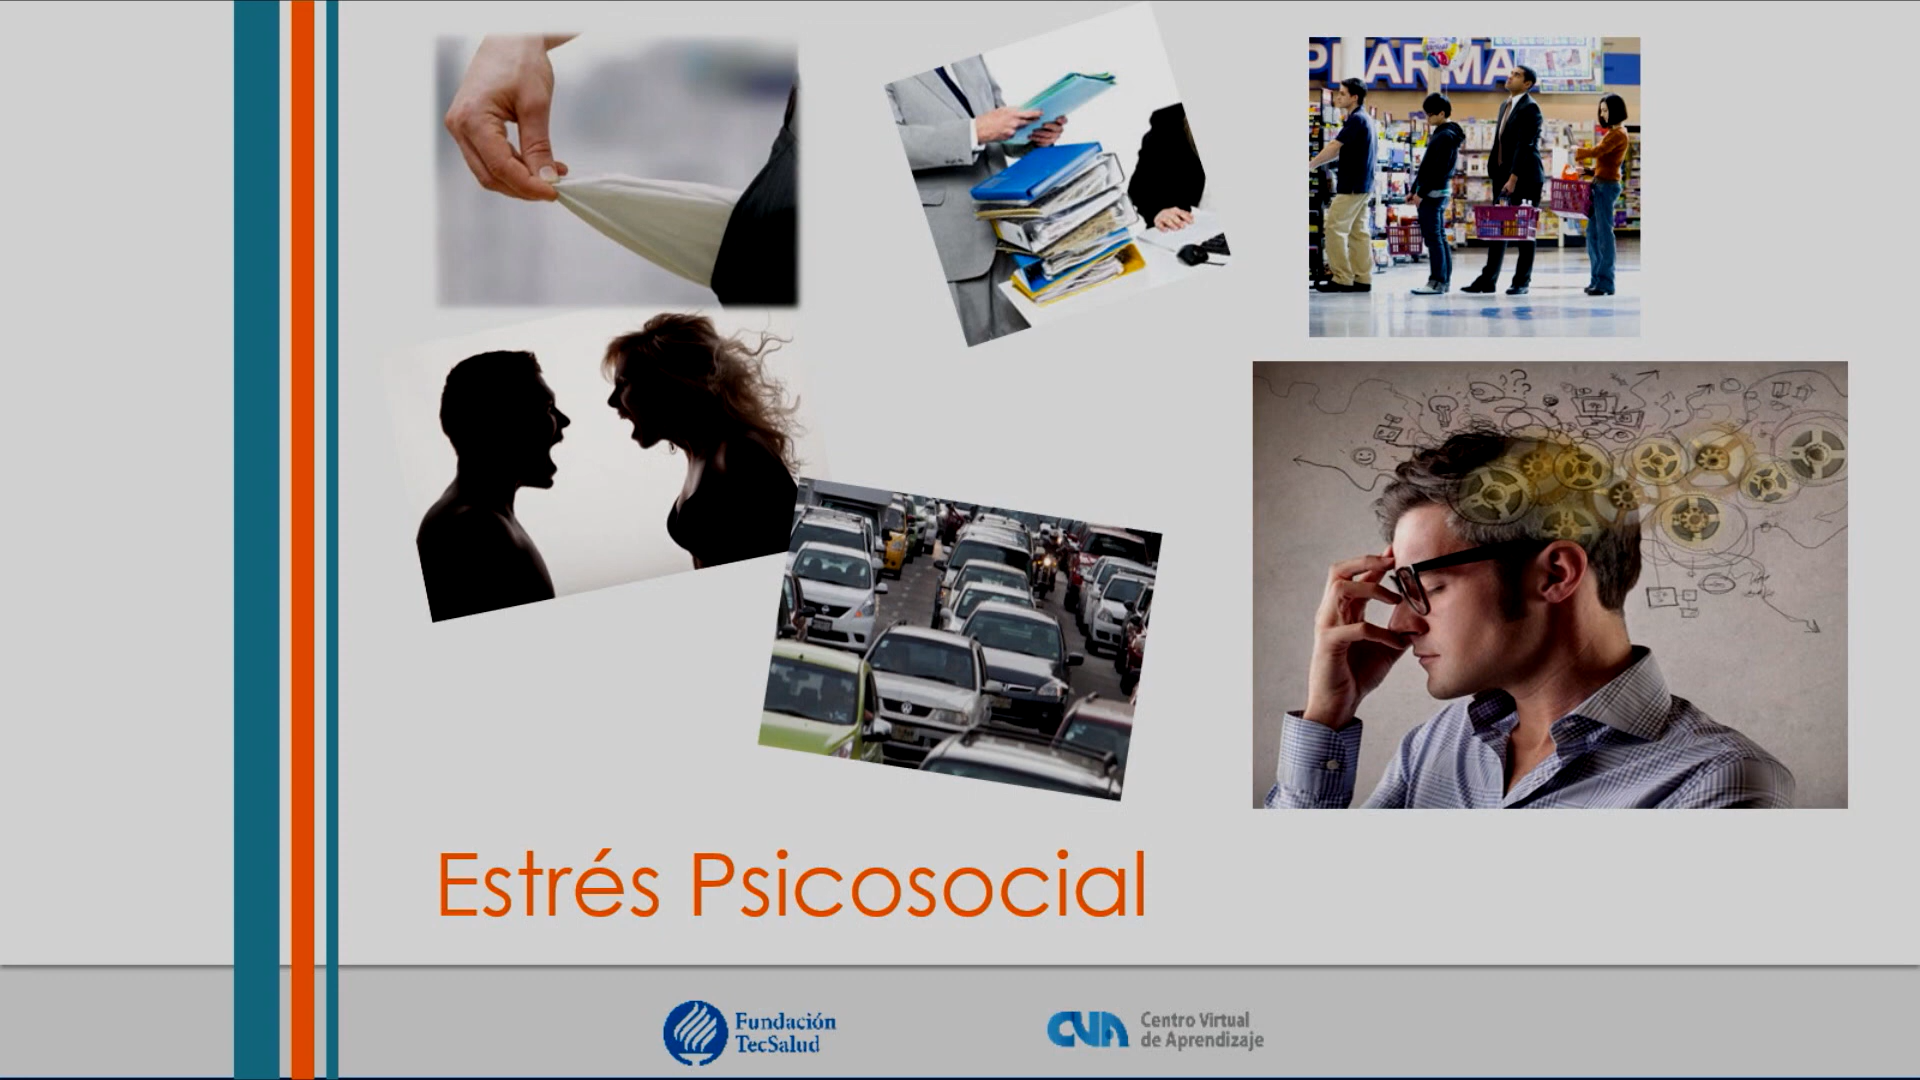 PHARMA
Estrés Psicosocial
Fundación
TecSalud
CVA
Centro Virtual
de Aprendizaje